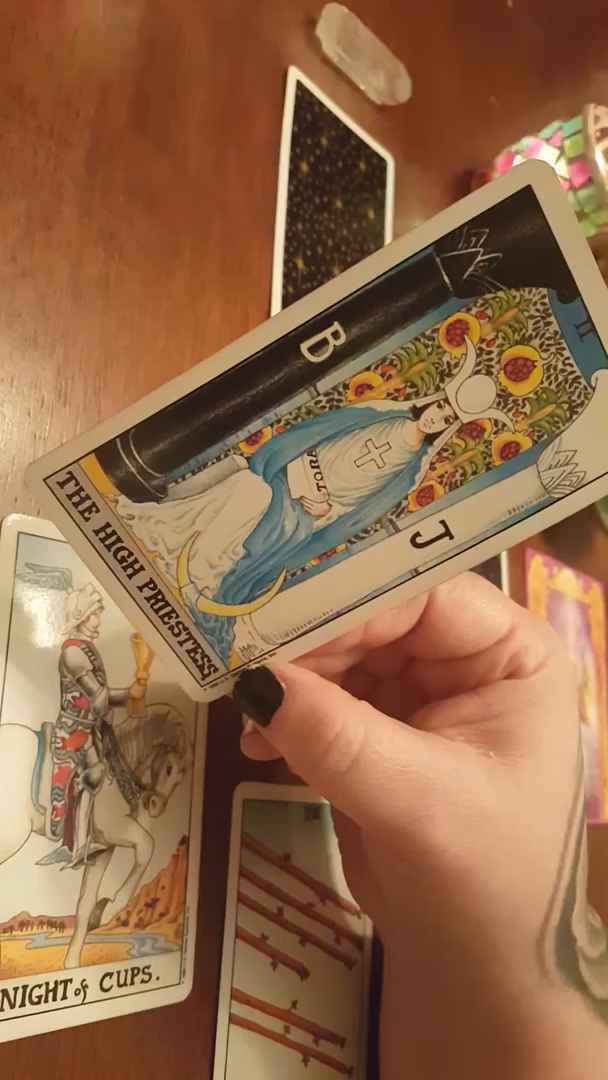 II
B
TORA
J
THE HIGH PRIESTESS
NIGHT of CUPS.